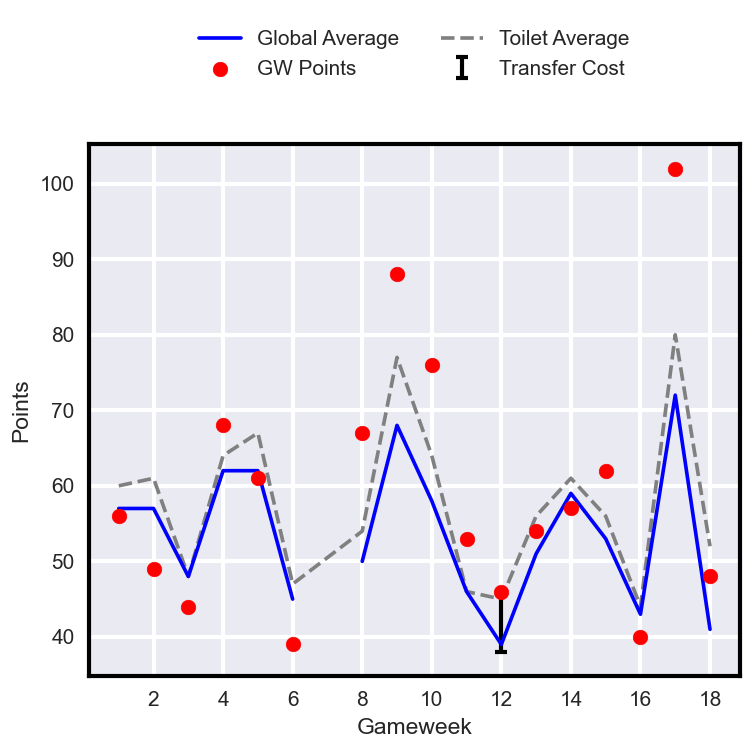 Global Average
Toilet Average
GW Points
Transfer Cost
100
90
80
70
60
50
40
Points
2 4 6 8 10 12 14 16 18
Gameweek